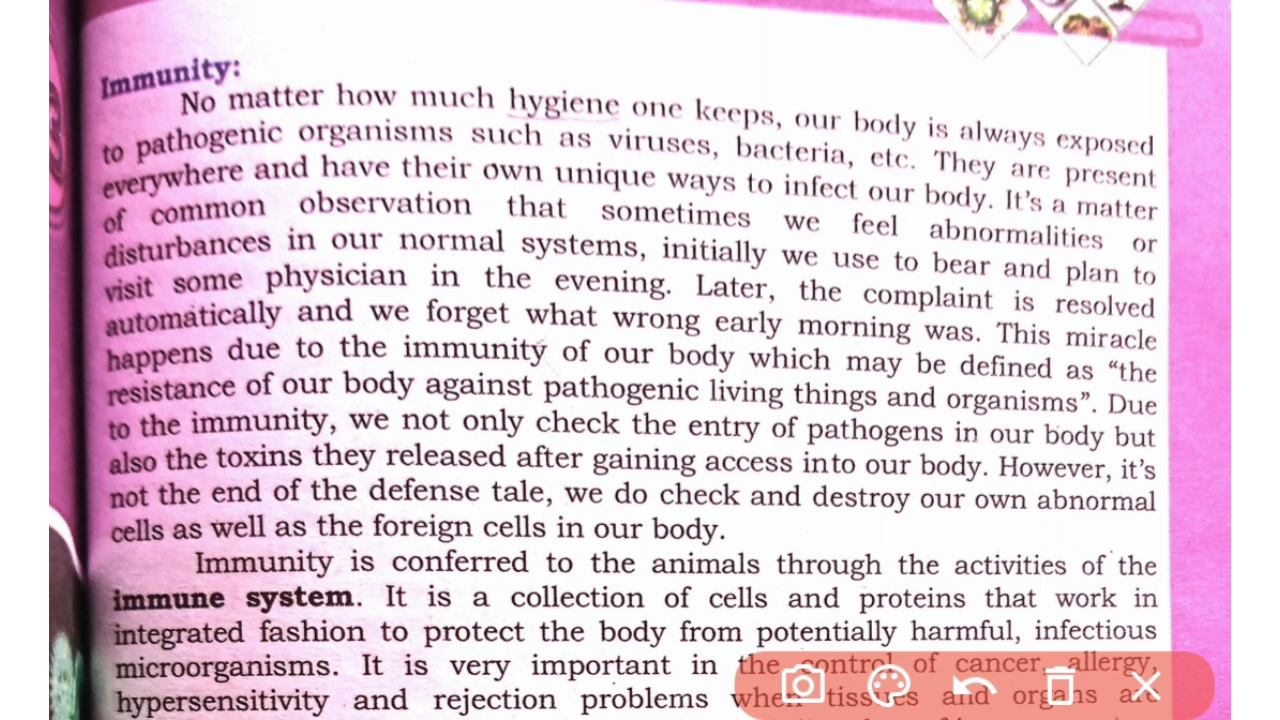 Immunity:
No matter how much hygiene one keeps, our body is always exposed
to pathogenic organisms such as viruses, bacteria, etc. They are present
everywhere and have their own unique ways to infect our body. It's a matter
of common observation that sometimes we feel abnormalities or
disturbances in our normal systems, initially we use to bear and plan to
visit some physician in the evening. Later, the complaint is resolved
automatically and we forget what wrong early morning was. This miracle
happens due to the immunity of our body which may be defined as “the
resistance of our body against pathogenic living things and organisms”. Due
to the immunity, we not only check the entry of pathogens in our body but
also the toxins they released after gaining access into our body. However, it's
not the end of the defense tale, we do check and destroy our own abnormal
cells as well as the foreign cells in our body.
Immunity is conferred to the animals through the activities of the
immune system. It is a collection of cells and proteins that work in
integrated fashion to protect the body from potentially harmful, infectious
microorganisms. It is very important in the control of cancer, allergy,
hypersensitivity and rejection problems when tissues and organs are